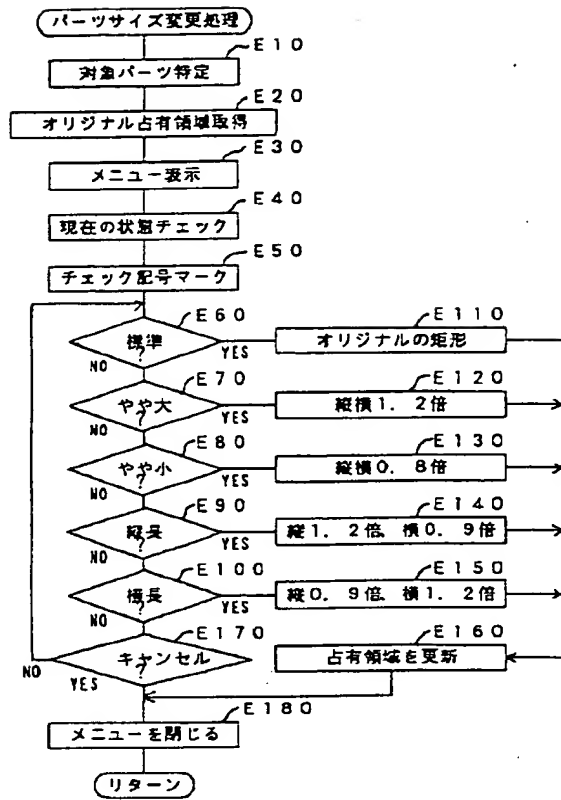 パーツサイズ変更処理
E10
対象パーツ特定
E20
オリジナル占有領域取得
E30
メニュー表示
E40
現在の状態チェック
E50
チェック記号マーク
E60
標準
?
YES
NO
E110
オリジナルの矩形
E70
やや大
?
YES
NO
E120
縦横1.2倍
E80
やや小
?
YES
NO
E130
縦横0.8倍
E90
縦長
?
YES
NO
E140
縦1.2倍、横0.9倍
E100
横長
?
YES
NO
E150
縦0.9倍、横1.2倍
E170
キャンセル
?
NO
YES
E160
占有領域を更新
E180
メニューを閉じる
リターン